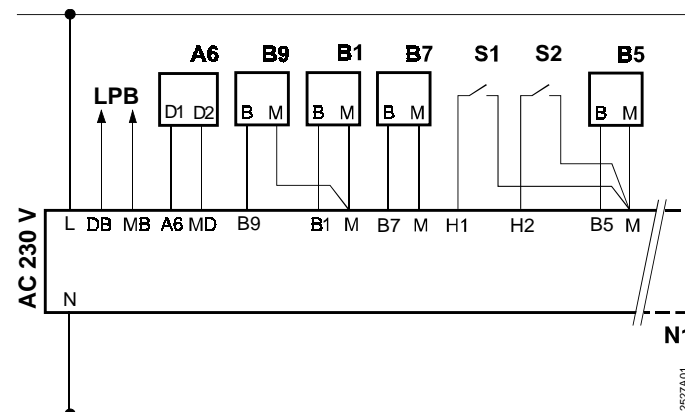 A6 B9 B1 B7 S1 S2 B5
LPB
D1 D2 B M B M B M B M
L DB MB A6 MD B9 B1 M B7 M H1 H2 B5 M
AC 230 V
N
N1
2527A01